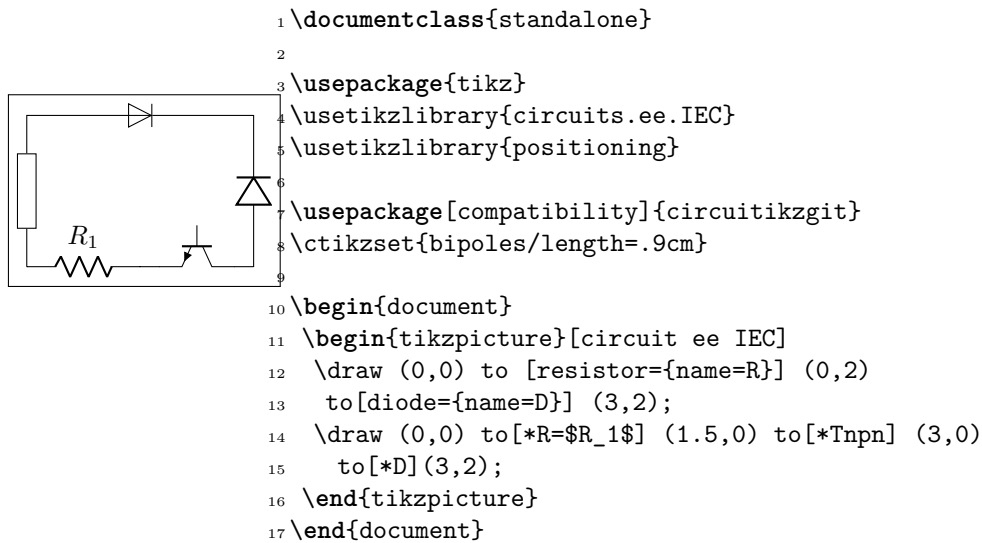 R₁
1 \documentclass{standalone}
2
3 \usepackage{tikz}
4 \usetikzlibrary{circuits.ee.IEC}
5 \usetikzlibrary{positioning}
6
7 \usepackage[compatibility]{circuitikzgit}
8 \ctikzset{bipoles/length=.9cm}
9
10 \begin{document}
11  \begin{tikzpicture}[circuit ee IEC]
12   \draw (0,0) to [resistor={name=R}] (0,2)
13    to[diode={name=D}] (3,2);
14   \draw (0,0) to[*R=$R_1$] (1.5,0) to[*Tnpn] (3,0)
15     to[*D](3,2);
16  \end{tikzpicture}
17 \end{document}